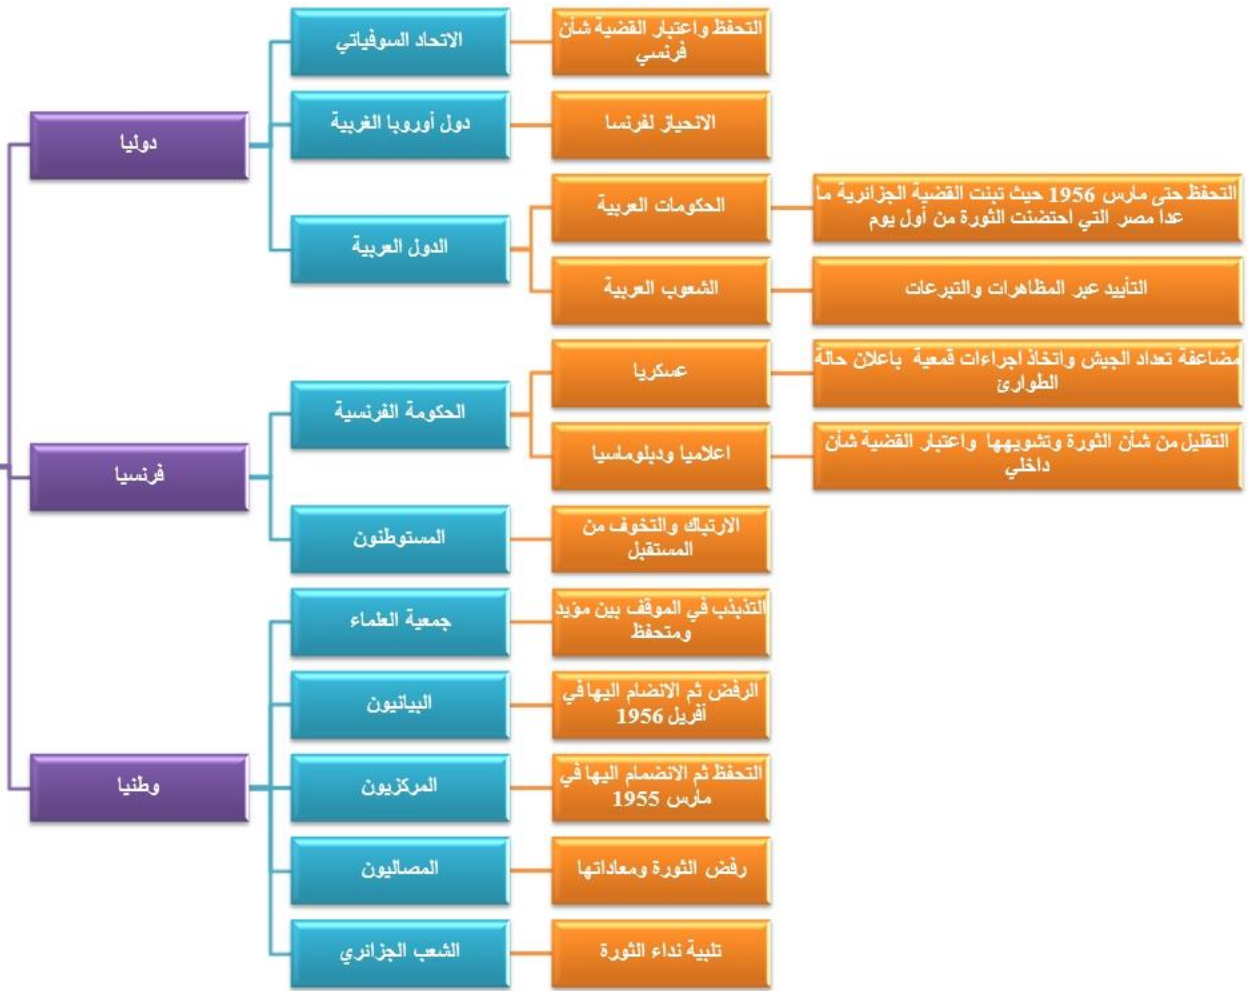 دوليا
الاتحاد السوفياتي
التحفظ واعتبار القضية شأن
فرنسي
دول أوروبا الغربية
الانحياز لفرنسا
الدول العربية
الحكومات العربية
التحفظ حتى مارس 1956 حيث تبنت القضية الجزائرية ما
عدا مصر التي احتضنت الثورة من أول يوم
الشعوب العربية
التأييد عبر المظاهرات والتبرعات
فرنسيا
الحكومة الفرنسية
عسكريا
مضاعفة تعداد الجيش واتخاذ اجراءات قمعية باعلان حالة
الطوارئ
اعلاميا ودبلوماسيا
التقليل من شأن الثورة وتشويهها واعتبار القضية شأن
داخلي
المستوطنون
الارتباك والتخوف من
المستقبل
وطنيا
جمعية العلماء
التذبذب في الموقف بين مؤيد
ومتحفظ
البيانيون
الرفض ثم الانضام اليها في
أفريل 1956
المركزيون
التحفظ ثم الانضمام اليها في
مارس 1955
المصاليون
رفض الثورة ومعاداتها
الشعب الجزائري
تلبية نداء الثورة